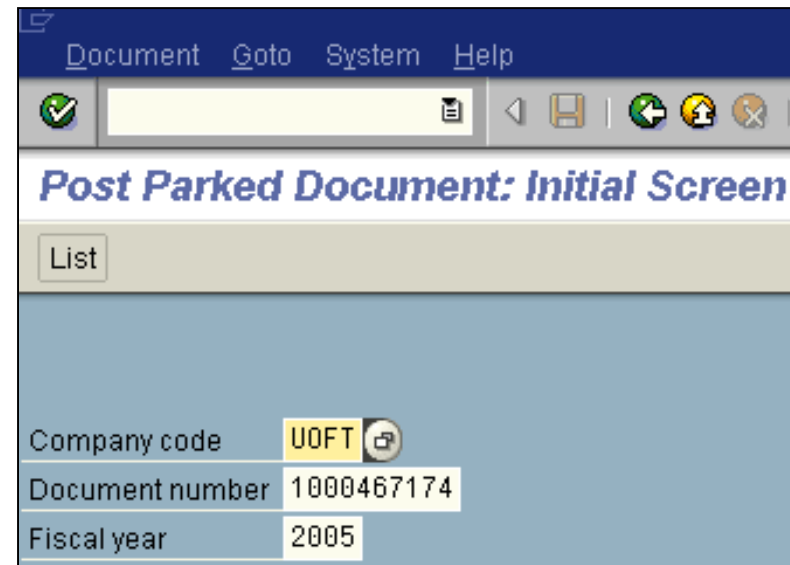 Document Goto System Help
Post Parked Document: Initial Screen
List
Company code UOFT
Document number 1000467174
Fiscal year 2005